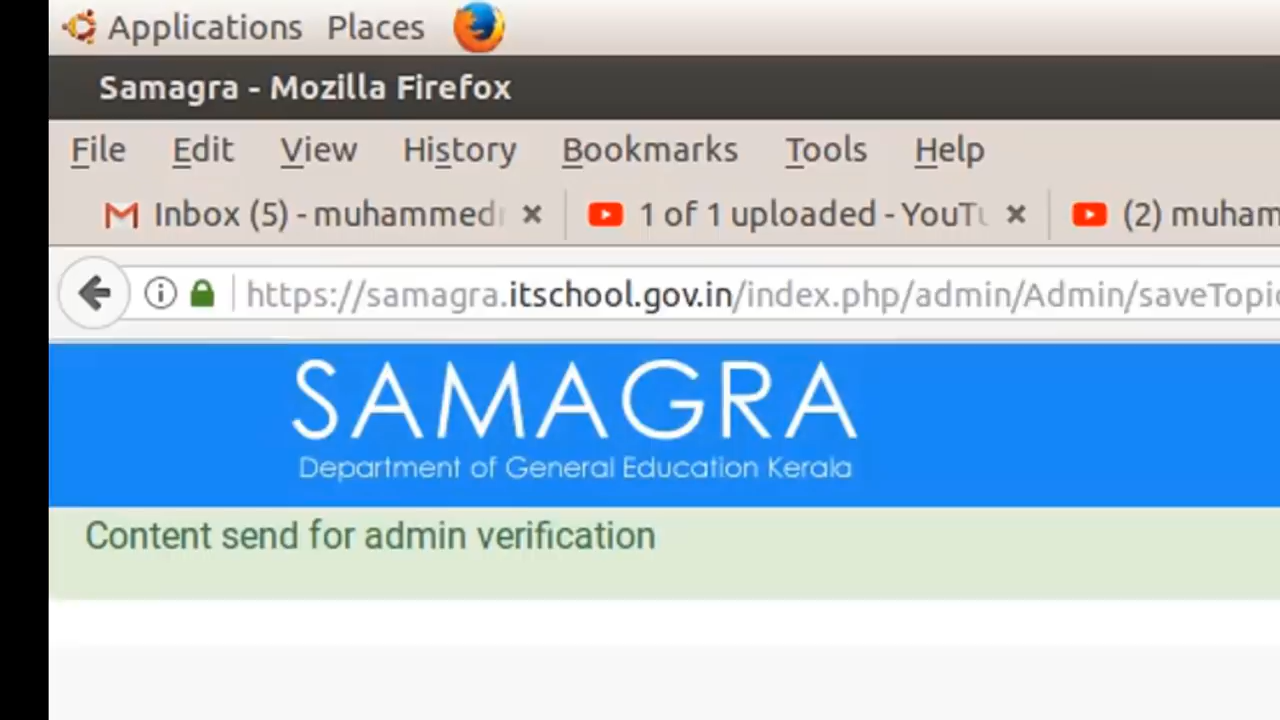 Applications Places
Samagra - Mozilla Firefox
File Edit View History Bookmarks Tools Help
Inbox (5) - muhammed 1 of 1 uploaded - YouTu (2) muham
https://samagra.itschool.gov.in/index.php/admin/Admin/saveTopic
SAMAGRA
Department of General Education Kerala
Content send for admin verification